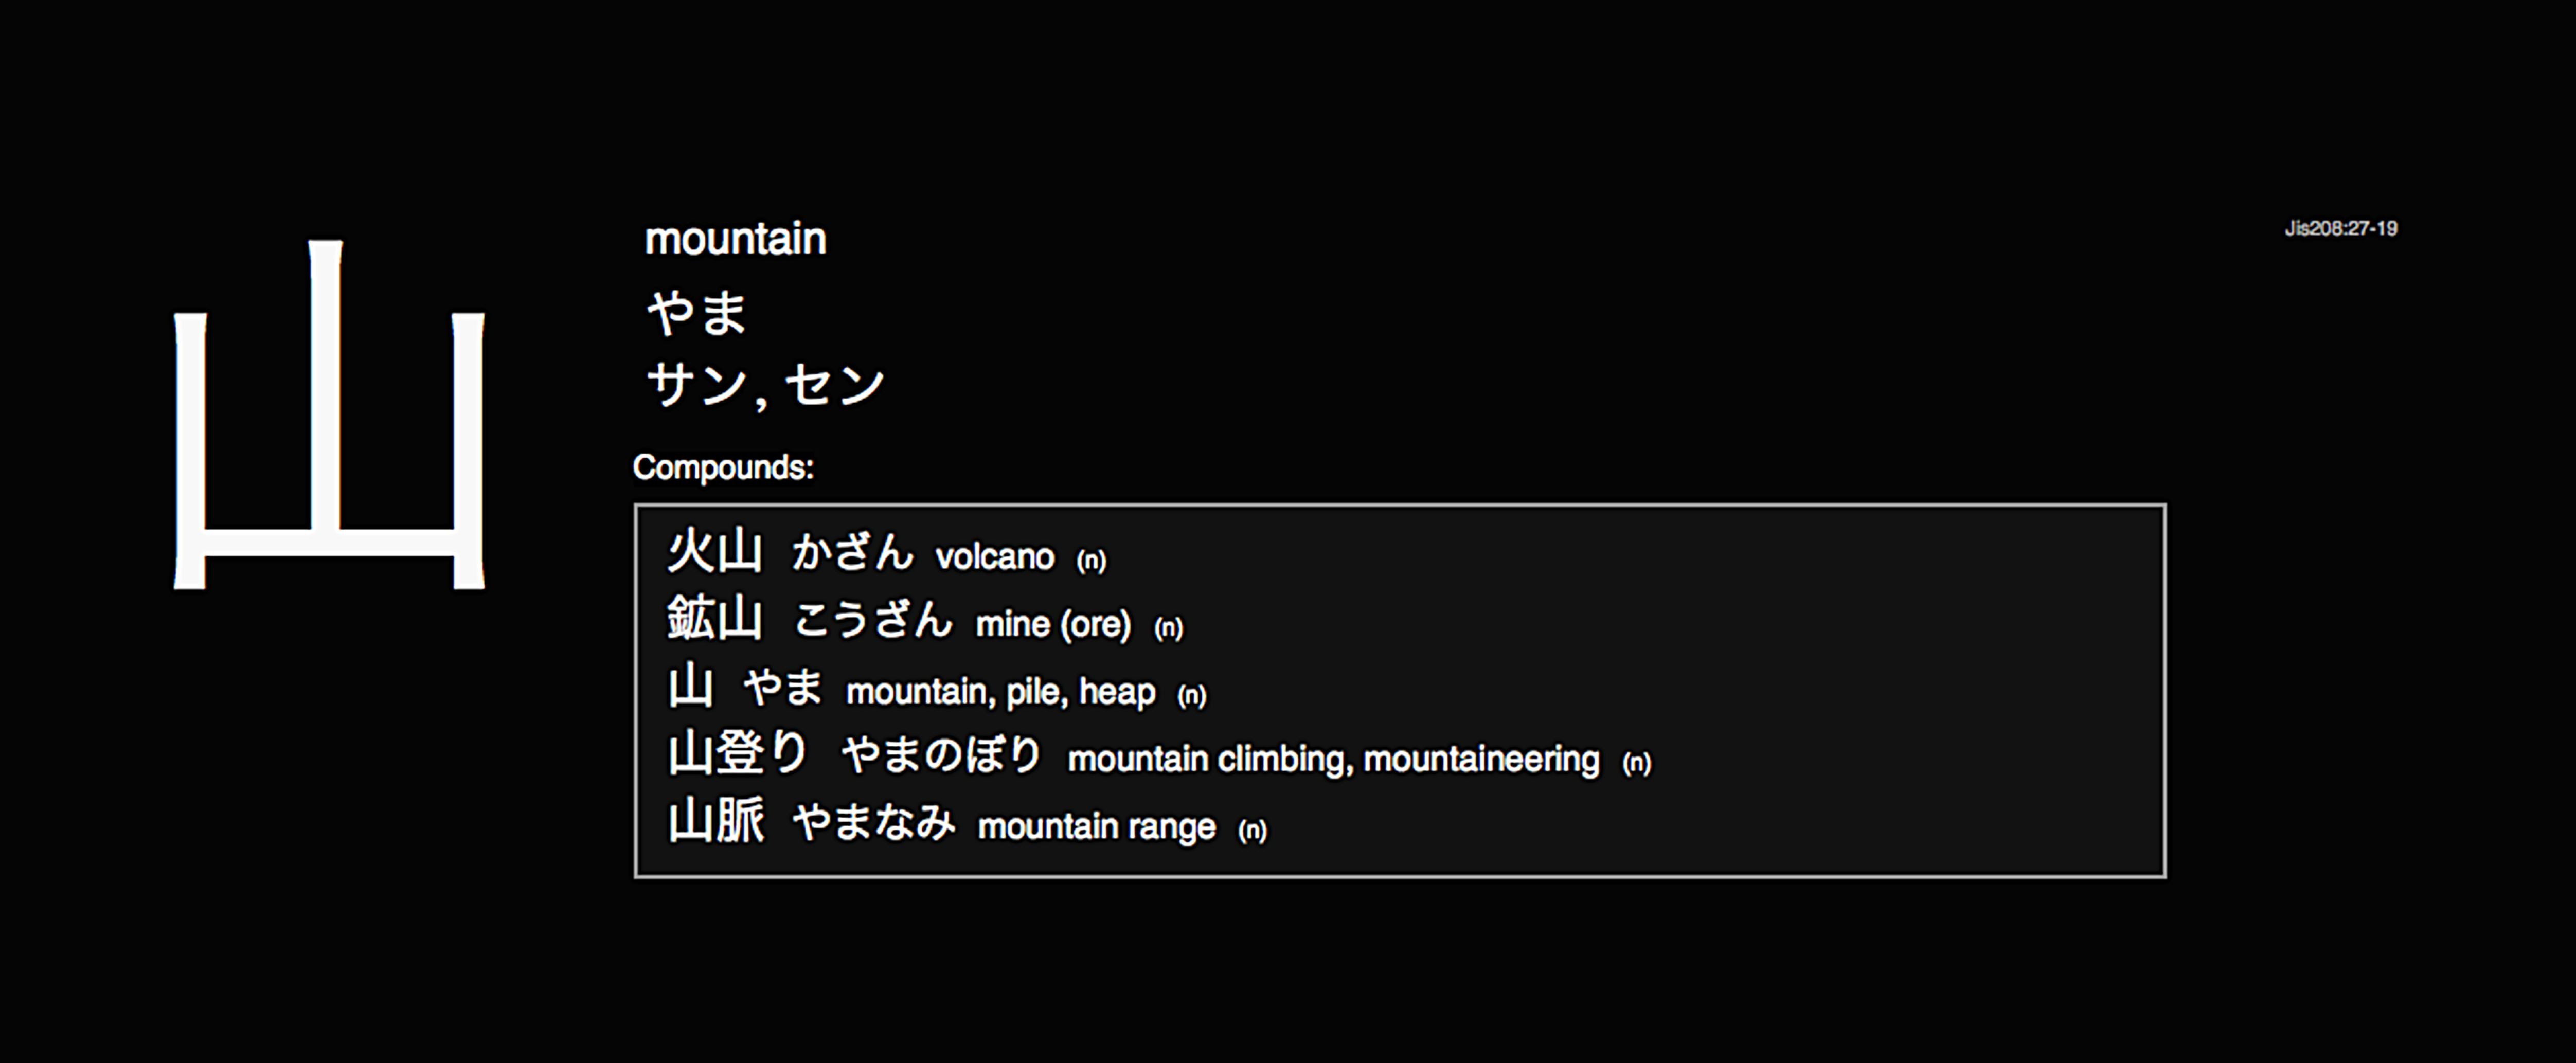 山
mountain
Jis208:27-19
やま
サン, セン
Compounds:
火山 かざん volcano (n)
鉱山 こうざん mine (ore) (n)
山 やま mountain, pile, heap (n)
山登り やまのぼり mountain climbing, mountaineering (n)
山脈 やまなみ mountain range (n)